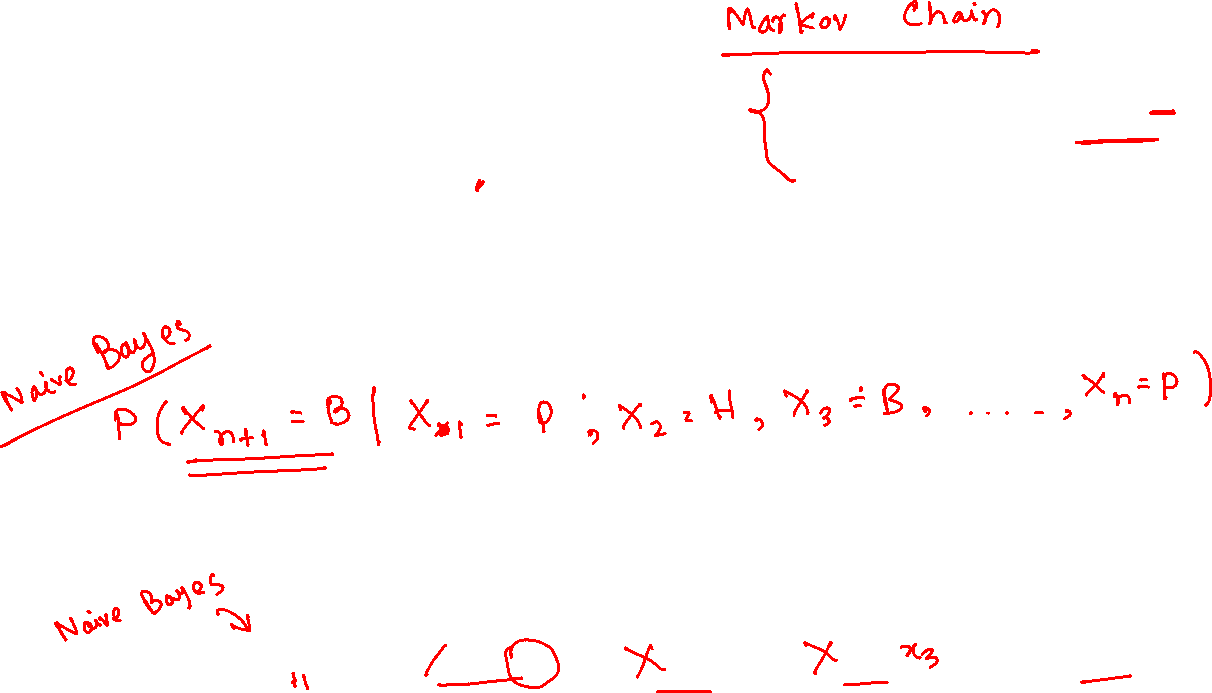 Markov Chain
{
Naive Bayes
P(X_{n+1} = B | X_1 = P, X_2 = H, X_3 = B, ....., X_n = P)
Naive Bayes
X X x_3